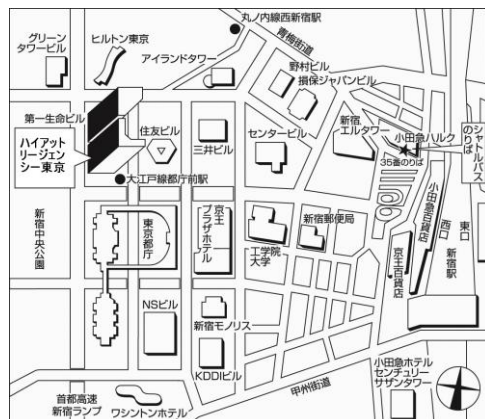 丸ノ内線西新宿駅
青梅街道
グリーン
タワービル
ヒルトン東京
アイランドタワー
野村ビル
損保ジャパンビル
第一生命ビル
住友ビル
三井ビル
センタービル
新宿
エルタワー
小田急ハルク
35番のりば
シャトルバス
のりば
ハイアット
リージェン
シー東京
大江戸線都庁前駅
新宿中央公園
東京都庁
京王
プラザホテル
工学院
大学
新宿郵便局
小田急百貨店
京王百貨店
西口
新宿駅
東口
NSビル
新宿モノリス
KDDIビル
甲州街道
小田急ホテル
センチュリー
サザンタワー
首都高速
新宿ランプ
ワシントンホテル